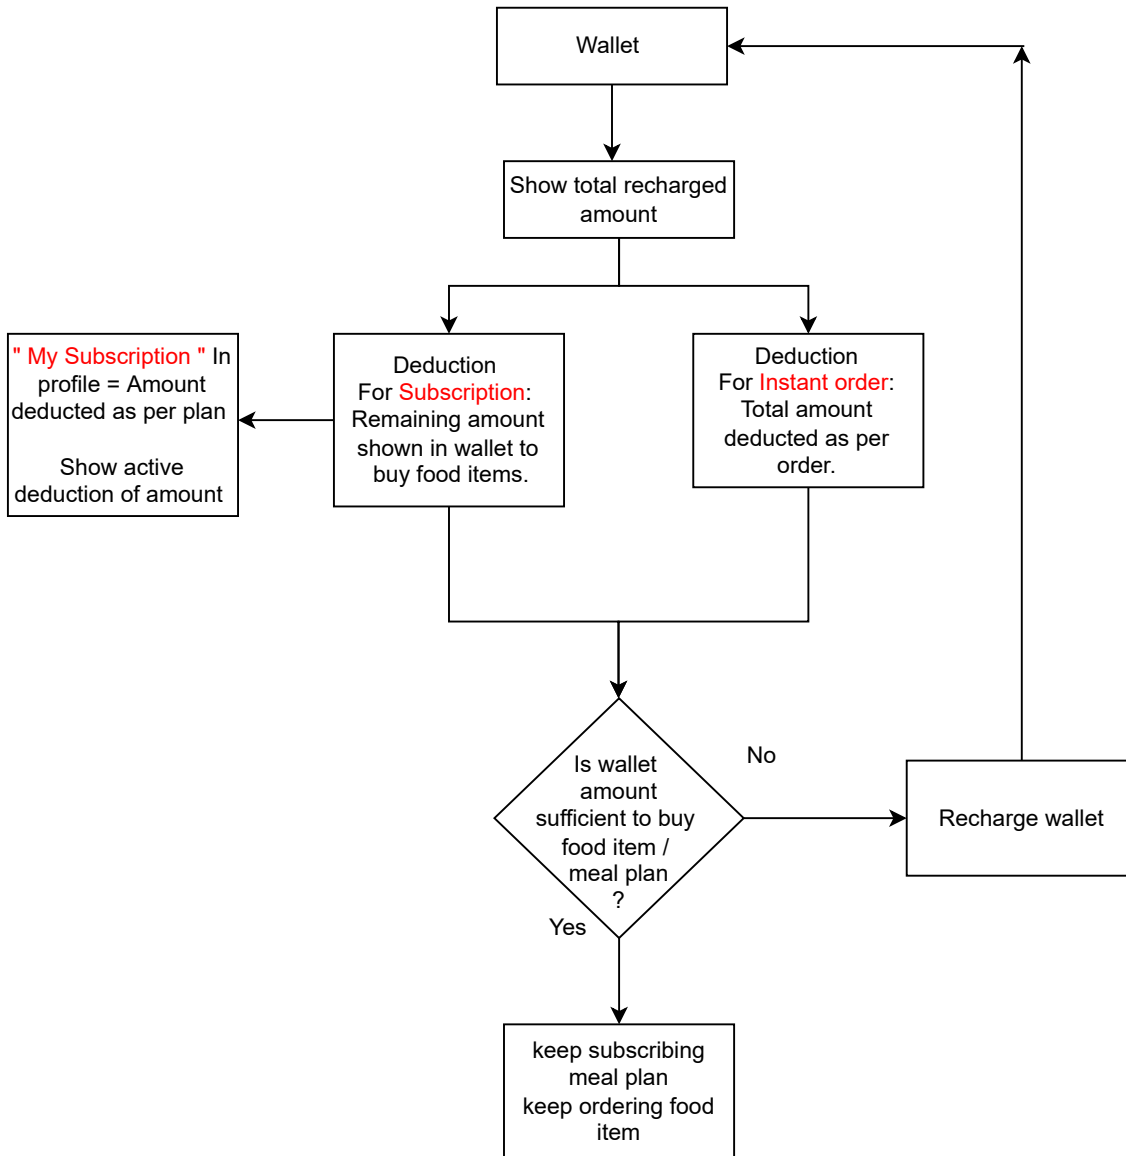 Wallet
Show total recharged
amount
" My Subscription " In
profile = Amount
deducted as per plan
Show active
deduction of amount
Deduction
For Subscription:
Remaining amount
shown in wallet to
buy food items.
Deduction
For Instant order:
Total amount
deducted as per
order.
Is wallet
amount
sufficient to buy
food item /
meal plan
?
No
Recharge wallet
Yes
keep subscribing
meal plan
keep ordering food
item